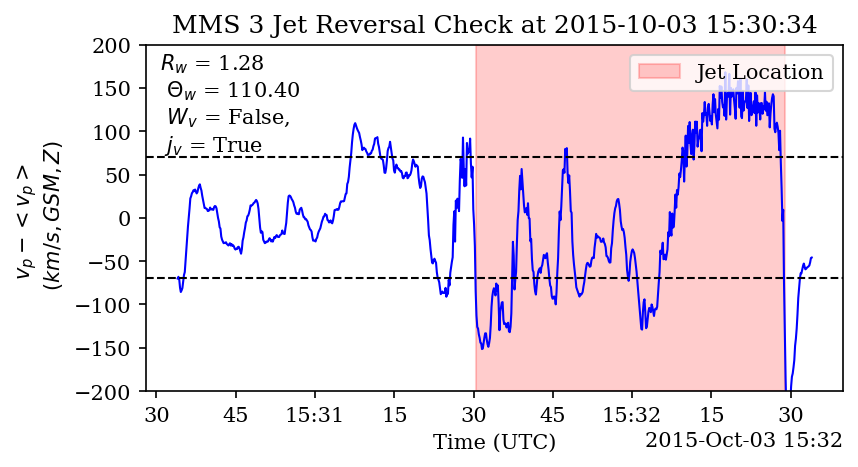 MMS 3 Jet Reversal Check at 2015-10-03 15:30:34
R_w = 1.28
Θ_w = 110.40
W_v = False,
j_v = True
Jet Location
200
150
100
50
0
−50
−100
−150
−200
v_p − < v_p >
(km/s, GSM, Z)
30 45 15:31 15 30 45 15:32 15 30
Time (UTC)
2015-Oct-03 15:32